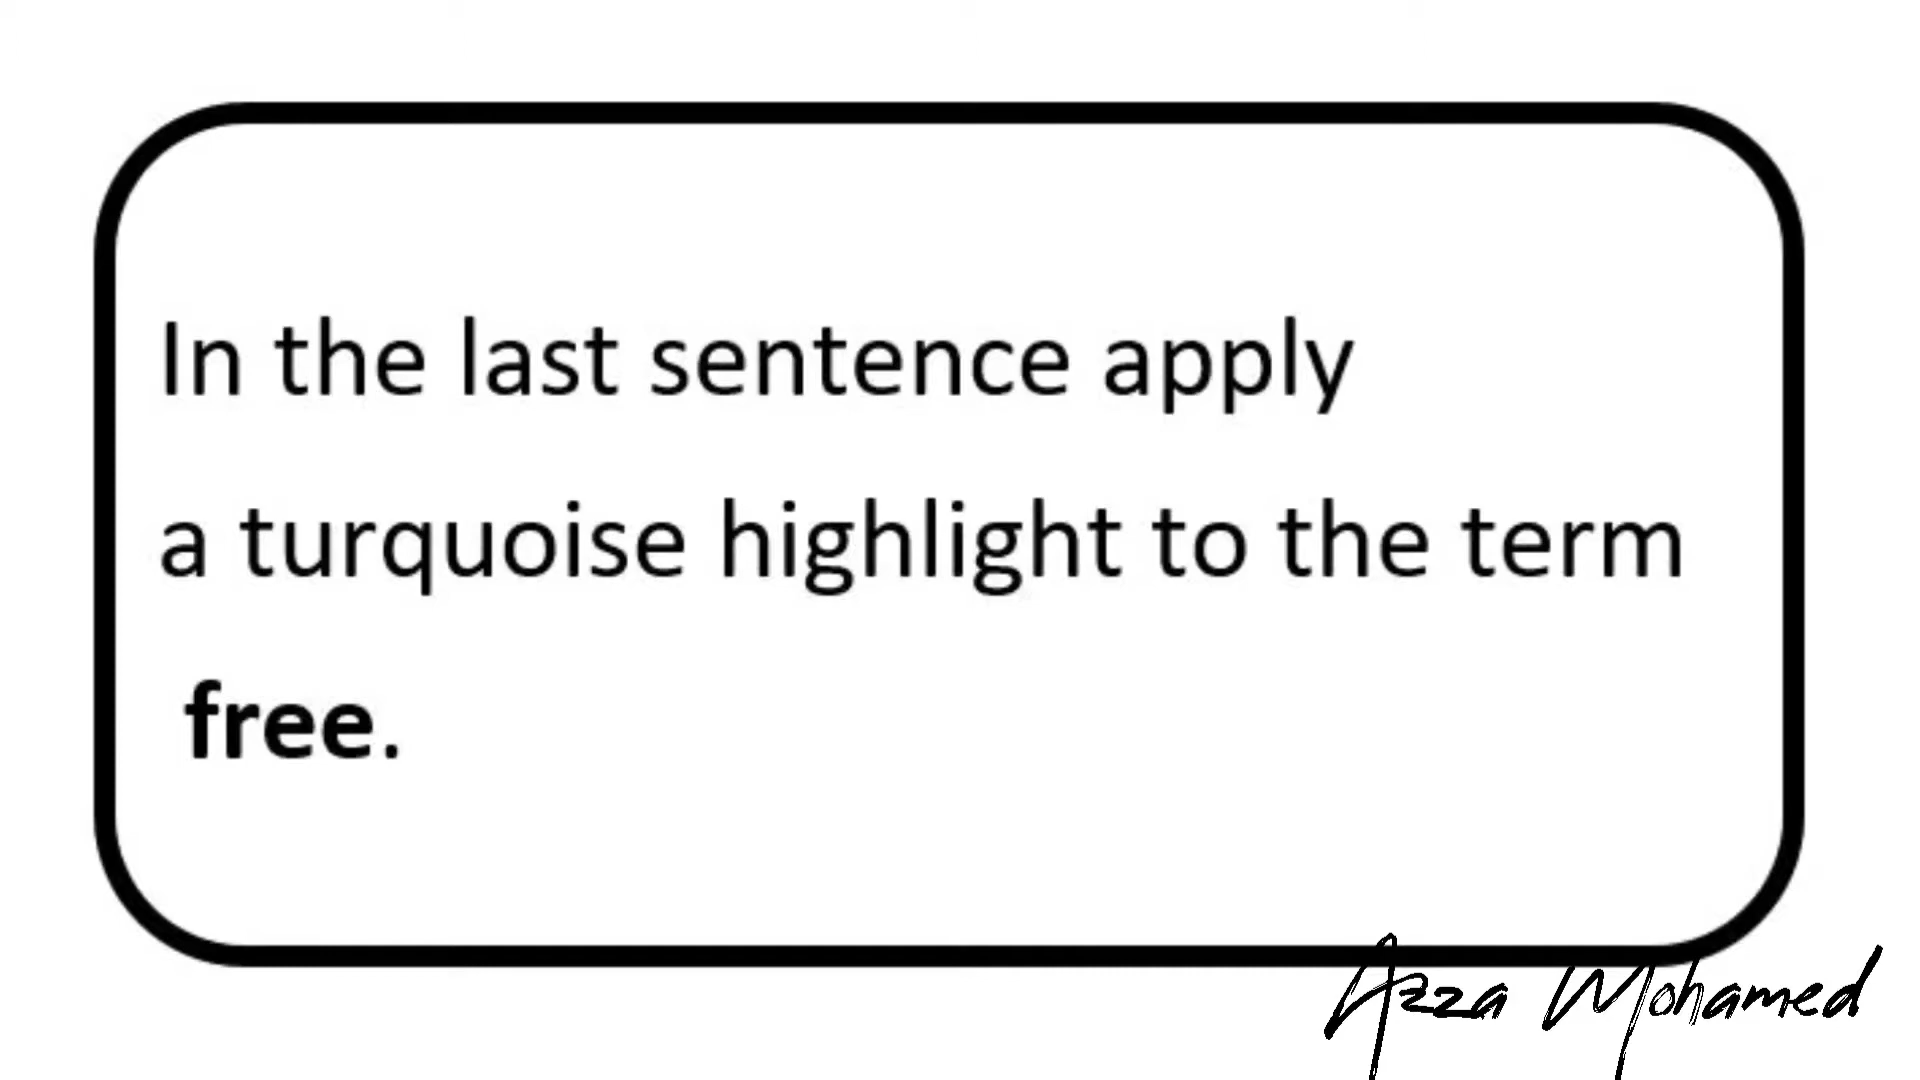 In the last sentence apply
a turquoise highlight to the term
free.
Azza Mohamed